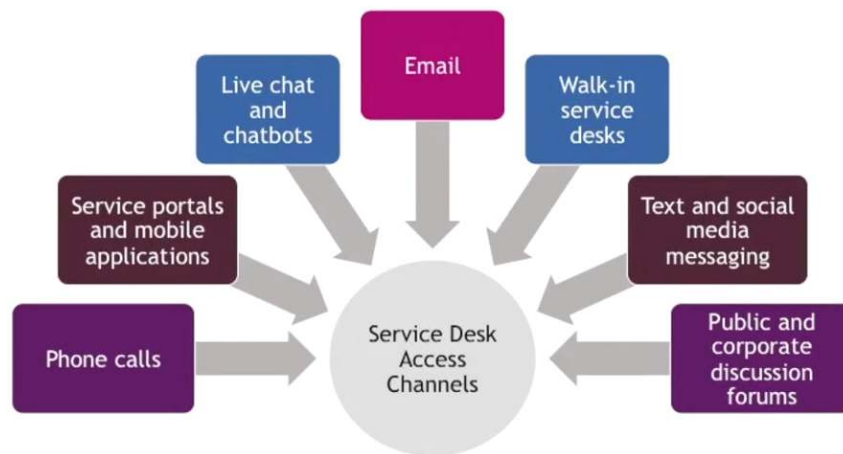 Email
Live chat
and
chatbots
Walk-in
service
desks
Service portals
and mobile
applications
Text and social
media
messaging
Phone calls
Service Desk
Access
Channels
Public and
corporate
discussion
forums